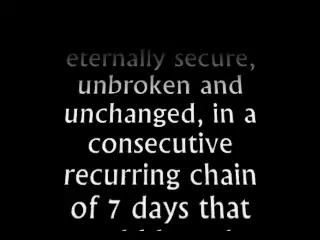 eternally secure,
unbroken and
unchanged, in a
consecutive
recurring chain
of 7 days that